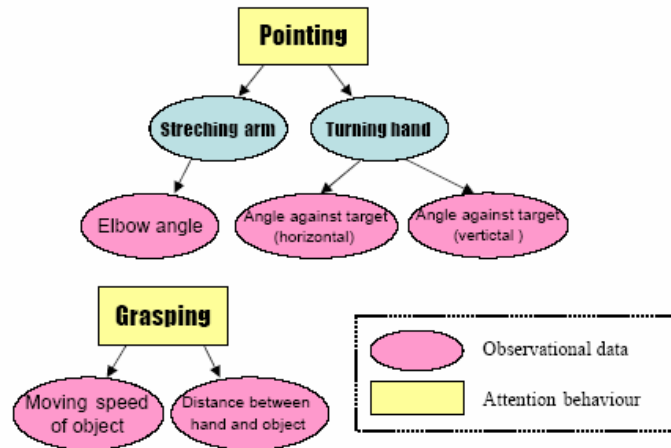 Pointing
Streching arm
Turning hand
Elbow angle
Angle against target
(horizontal)
Angle against target
(vertictal )
Grasping
Moving speed
of object
Distance between
hand and object
Observational data
Attention behaviour